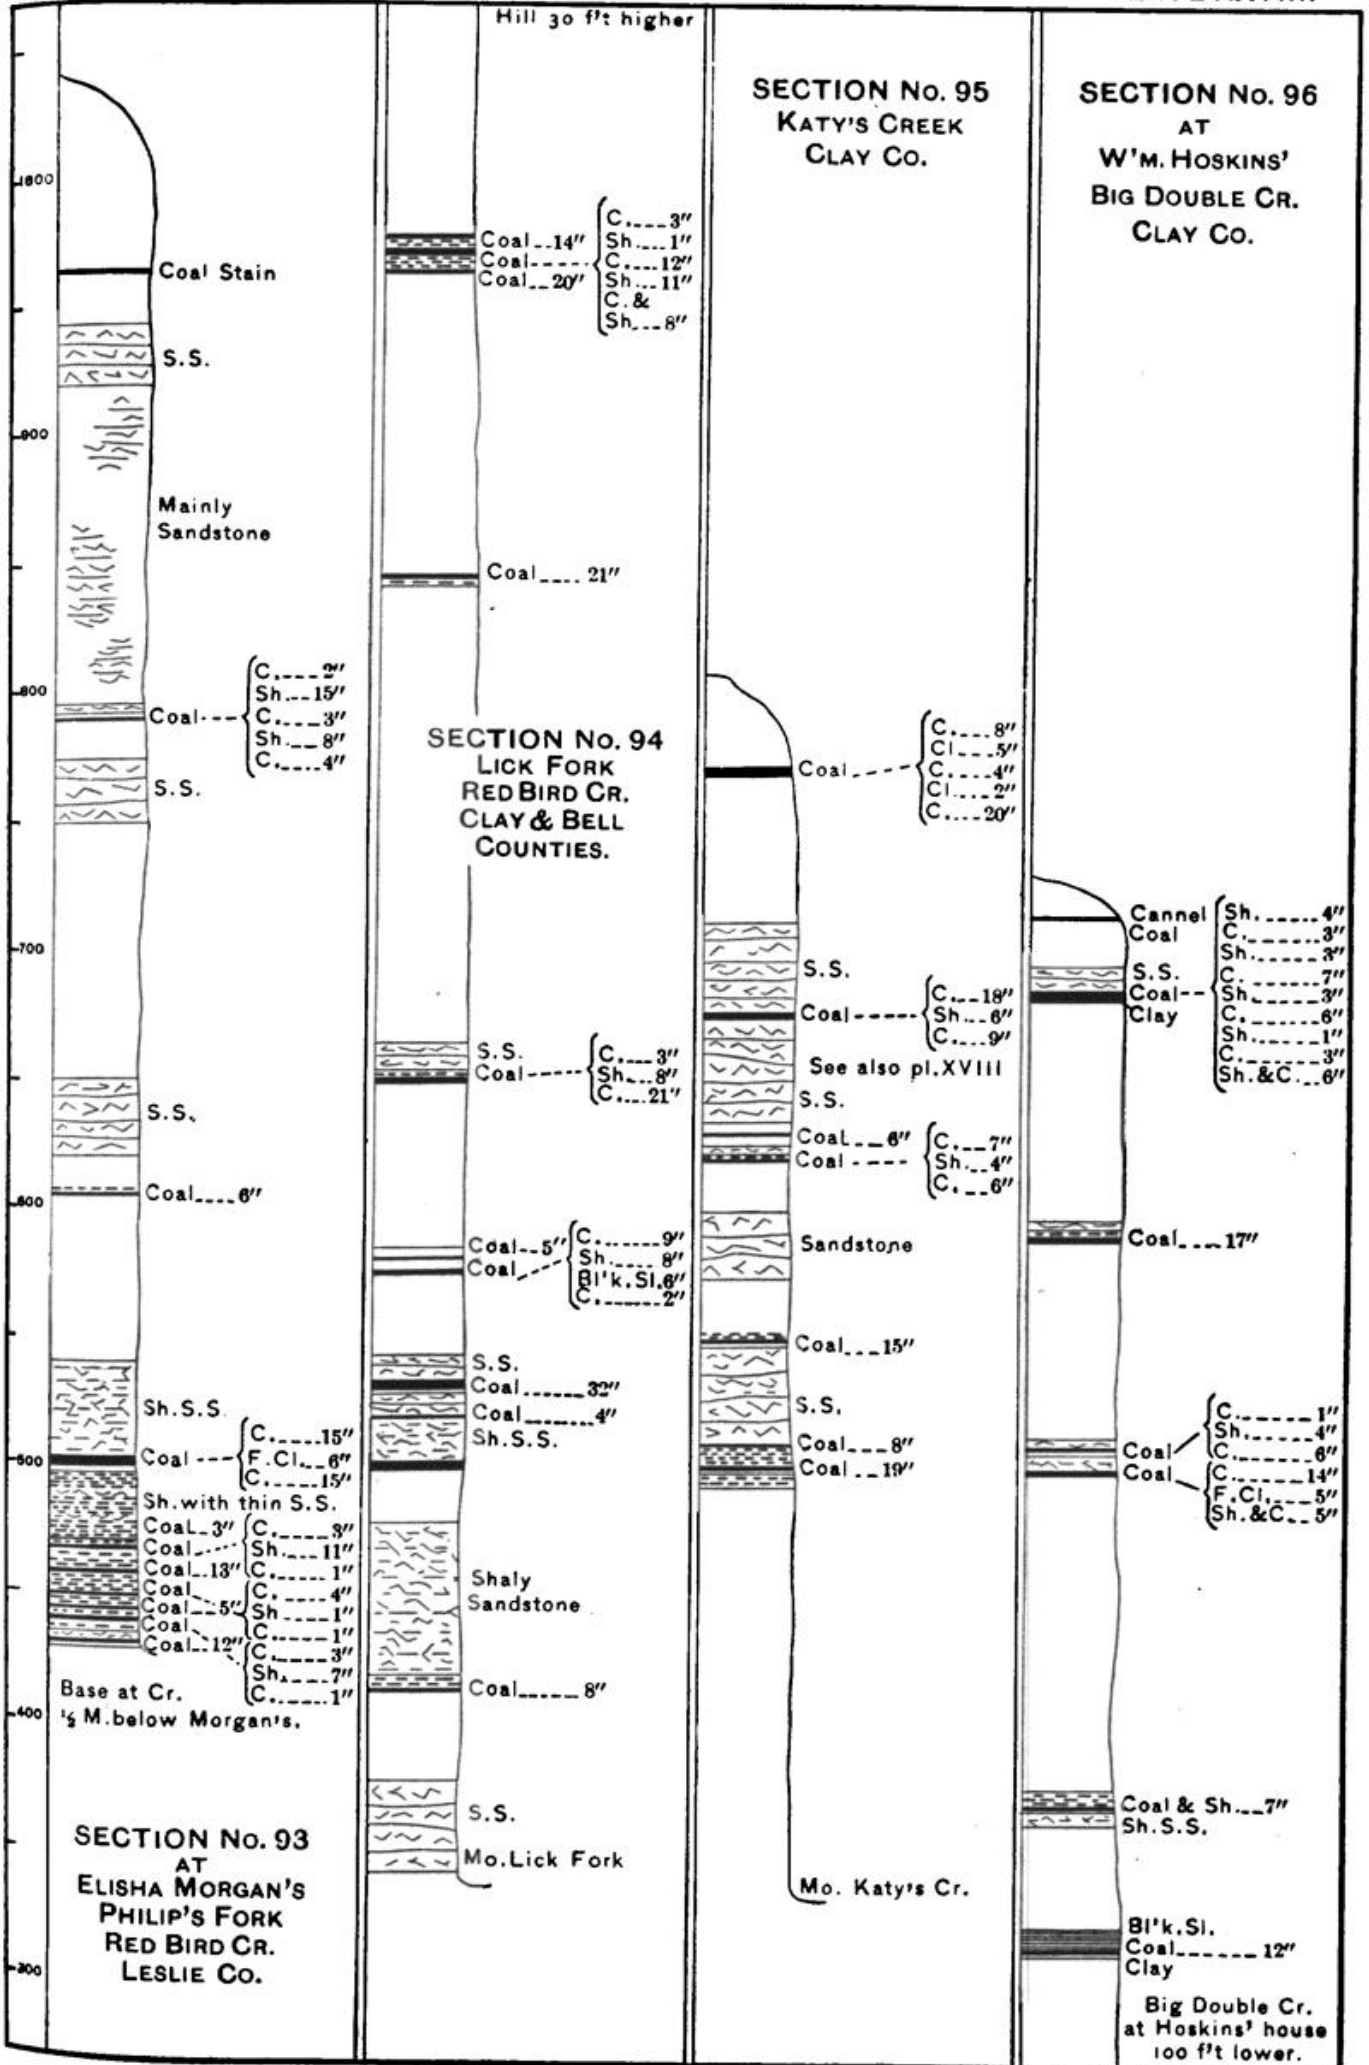 1000
900
800
700
600
500
400
300
Coal Stain
S.S.
Mainly
Sandstone
Coal----
C.----2"
Sh.---15"
C.----3"
Sh.---8"
C.----4"
S.S.
S.S.
Coal----6"
Sh.S.S.
Coal ---
C.----15"
F.Cl.--6"
C.----15"
Sh.with thin S.S.
Coal-3"
Coal
C.-----8"
Sh.---11"
C.----1"
Coal-13"
Coal
C. ----4"
Sh ----1"
C.----1"
Coal--5"
Coal
C.-----3"
Sh.----7"
C.-----1"
Coal-12"
Base at Cr.
½ M.below Morgan's.
SECTION No. 93
AT
ELISHA MORGAN'S
PHILIP'S FORK
RED BIRD CR.
LESLIE CO.
Hill 30 f't higher
Coal--14"
Coal-----
Coal--20"
C.----3"
Sh.---1"
C.----12"
Sh.--11"
C.&
Sh.---8"
Coal---- 21"
SECTION No. 94
LICK FORK
RED BIRD CR.
CLAY & BELL
COUNTIES.
S.S.
Coal ----
C.---3"
Sh.--8"
C.---21"
Coal--5"
Coal
C.------9"
Sh.---- 8"
Bl'k.Sl.6"
C.------2"
S.S.
Coal -----32"
Coal------4"
Sh.S.S.
Shaly
Sandstone
Coal----- 8"
S.S.
Mo.Lick Fork
SECTION No. 95
KATY'S CREEK
CLAY CO.
Coal----
C.----8"
Cl----5"
C.----4"
Cl.---2"
C.---20"
S.S.
Coal-----
C.--18"
Sh.--6"
C.---9"
See also pl.XVIII
S.S.
Coal---6"
Coal ----
C.---7"
Sh.--4"
C.---6"
Sandstone
Coal---15"
S.S.
Coal---8"
Coal--19"
Mo. Katy's Cr.
SECTION No. 96
AT
W'M. HOSKINS'
BIG DOUBLE CR.
CLAY CO.
Cannel
Coal
S.S.
Coal--
Clay
Sh.-----4"
C.------3"
Sh.-----3"
C.------7"
Sh.-----3"
C.------6"
Sh.-----1"
C.------3"
Sh.&C.--6"
Coal----17"
Coal
C.------1"
Sh.-----4"
C.------6"
Coal
C.-----14"
F.Cl.----5"
Sh.&C.--5"
Coal & Sh.--7"
Sh.S.S.
Bl'k.Sl.
Coal------12"
Clay
Big Double Cr.
at Hoskins' house
100 f't lower.